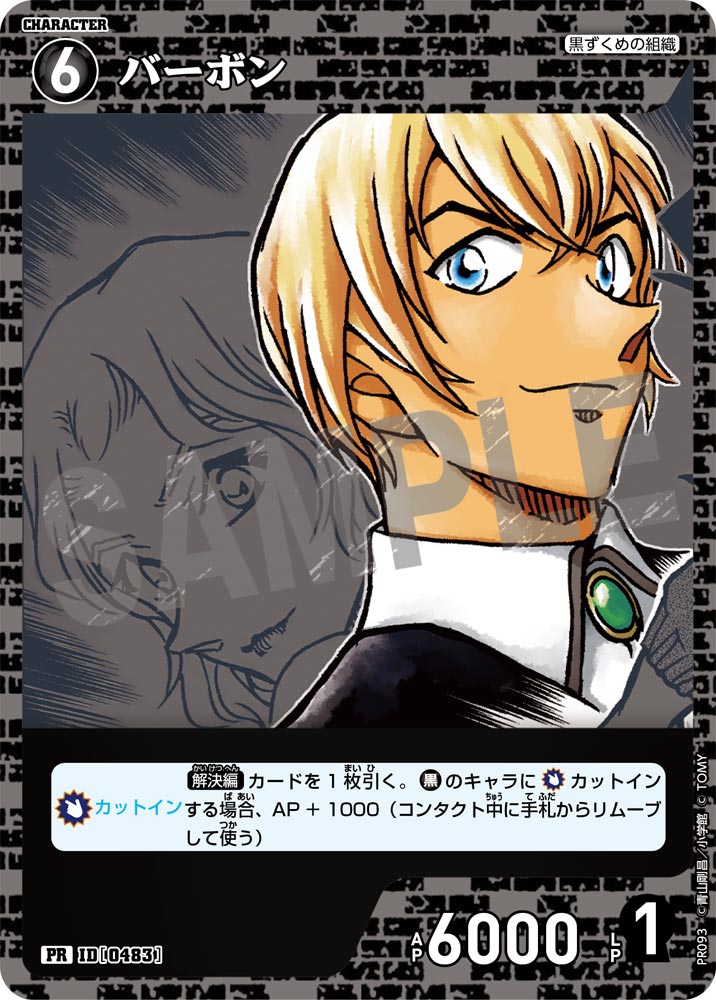 CHARACTER
6 バーボン
黒ずくめの組織
SAMPLE
かいけつへん まい ひ
解決編 カードを1枚引く。黒のキャラに カットイン
ばあい ちゅう てふだ
カットイン する場合、AP+1000(コンタクト中に手札からリムーブ
つか
して使う)
AP 6000 LP 1
PR ID[0483]
PR093 ©青山剛昌/小学館 © TOMY